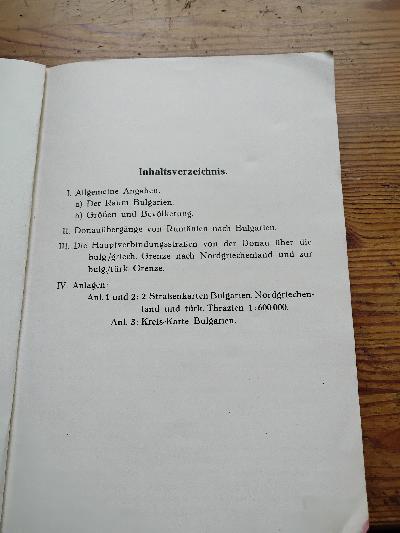 Inhaltsverzeichnis.
I. Allgemeine Angaben.
a) Der Raum Bulgarien.
b) Größen und Bevölkerung.
II. Donauübergänge von Rumänien nach Bulgarien.
III. Die Hauptverbindungsstraßen von der Donau über die
bulg/griech. Grenze nach Nordgriechenland und zur
bulg/türk. Grenze.
IV. Anlagen:
Anl. 1 und 2: 2 Straßenkarten Bulgarien, Nordgriechen-
land und türk. Thrazien 1 : 600 000.
Anl. 3: Kreis-Karte Bulgarien.